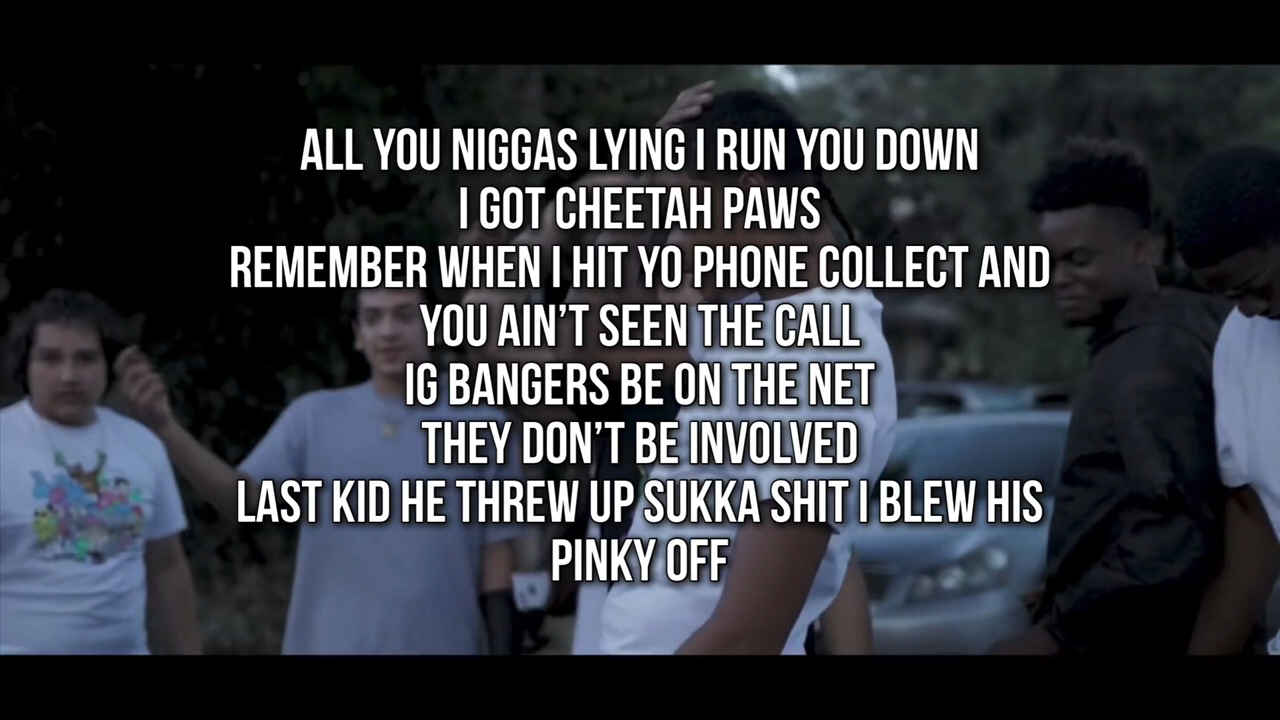 ALL YOU NIGGAS LYING I RUN YOU DOWN
I GOT CHEETAH PAWS
REMEMBER WHEN I HIT YO PHONE COLLECT AND
YOU AIN'T SEEN THE CALL
IG BANGERS BE ON THE NET
THEY DON'T BE INVOLVED
LAST KID HE THREW UP SUKKA SHIT I BLEW HIS
PINKY OFF